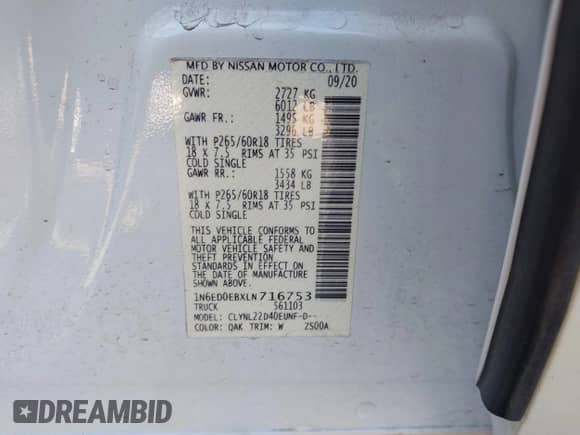 MFD BY NISSAN MOTOR CO., LTD.
DATE: 09/20
GVWR: 2727 KG
6012 LB
GAWR FR.: 1495 KG
3296 LB
WITH P265/60R18 TIRES
18 X 7.5 RIMS AT 35 PSI
COLD SINGLE
GAWR RR.: 1558 KG
3434 LB
WITH P265/60R18 TIRES
18 X 7.5 RIMS AT 35 PSI
COLD SINGLE
THIS VEHICLE CONFORMS TO
ALL APPLICABLE FEDERAL
MOTOR VEHICLE SAFETY
AND THEFT PREVENTION
STANDARDS IN EFFECT ON
THE DATE OF MANUFACTURE
SHOWN ABOVE.
1N6ED0EBXLN716753
TRUCK 561103
MODEL: CLYNL22D4DEUNF-D--
COLOR: QAK TRIM: W 2S00A
DREAMBID